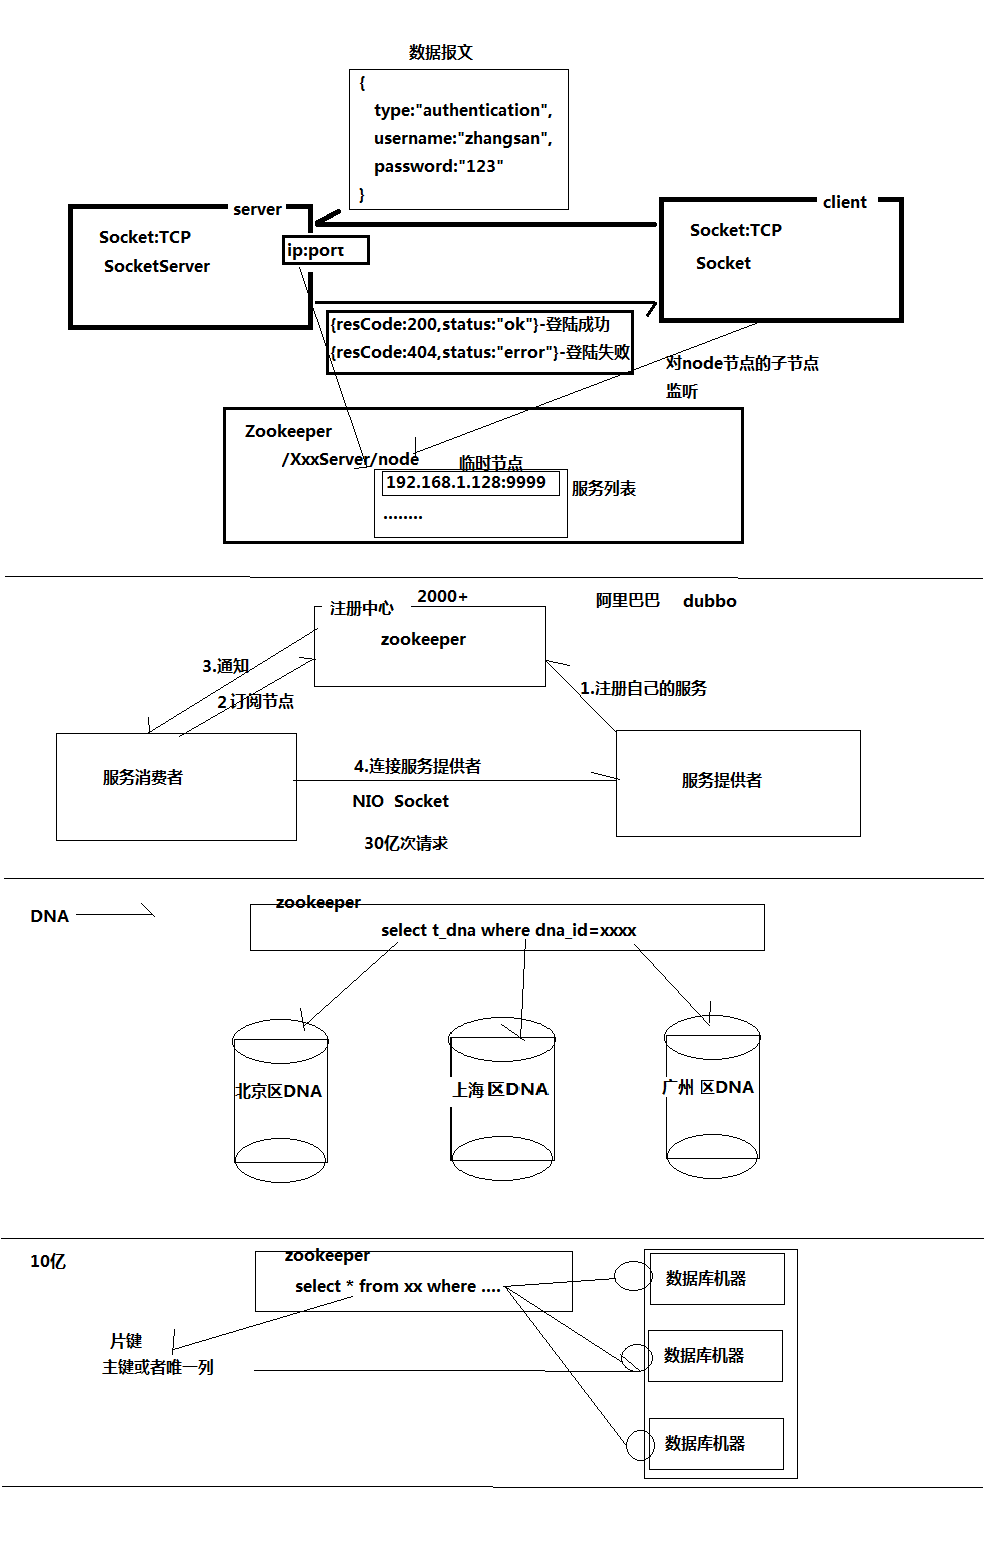 数据报文
{
type:"authentication",
username:"zhangsan",
password:"123"
}
server
client
Socket:TCP
SocketServer
ip:port
Socket:TCP
Socket
{resCode:200,status:"ok"}-登陆成功
{resCode:404,status:"error"}-登陆失败
对node节点的子节点
监听
Zookeeper
/XxxServer/node
临时节点
192.168.1.128:9999
服务列表
........
注册中心
2000+
阿里巴巴 dubbo
zookeeper
3.通知
2 订阅节点
1.注册自己的服务
服务消费者
4.连接服务提供者
服务提供者
NIO Socket
30亿次请求
DNA
zookeeper
select t_dna where dna_id=xxxx
北京区DNA
上海 区DNA
广州 区DNA
10亿
zookeeper
select * from xx where ....
数据库机器
片键
主键或者唯一列
数据库机器
数据库机器